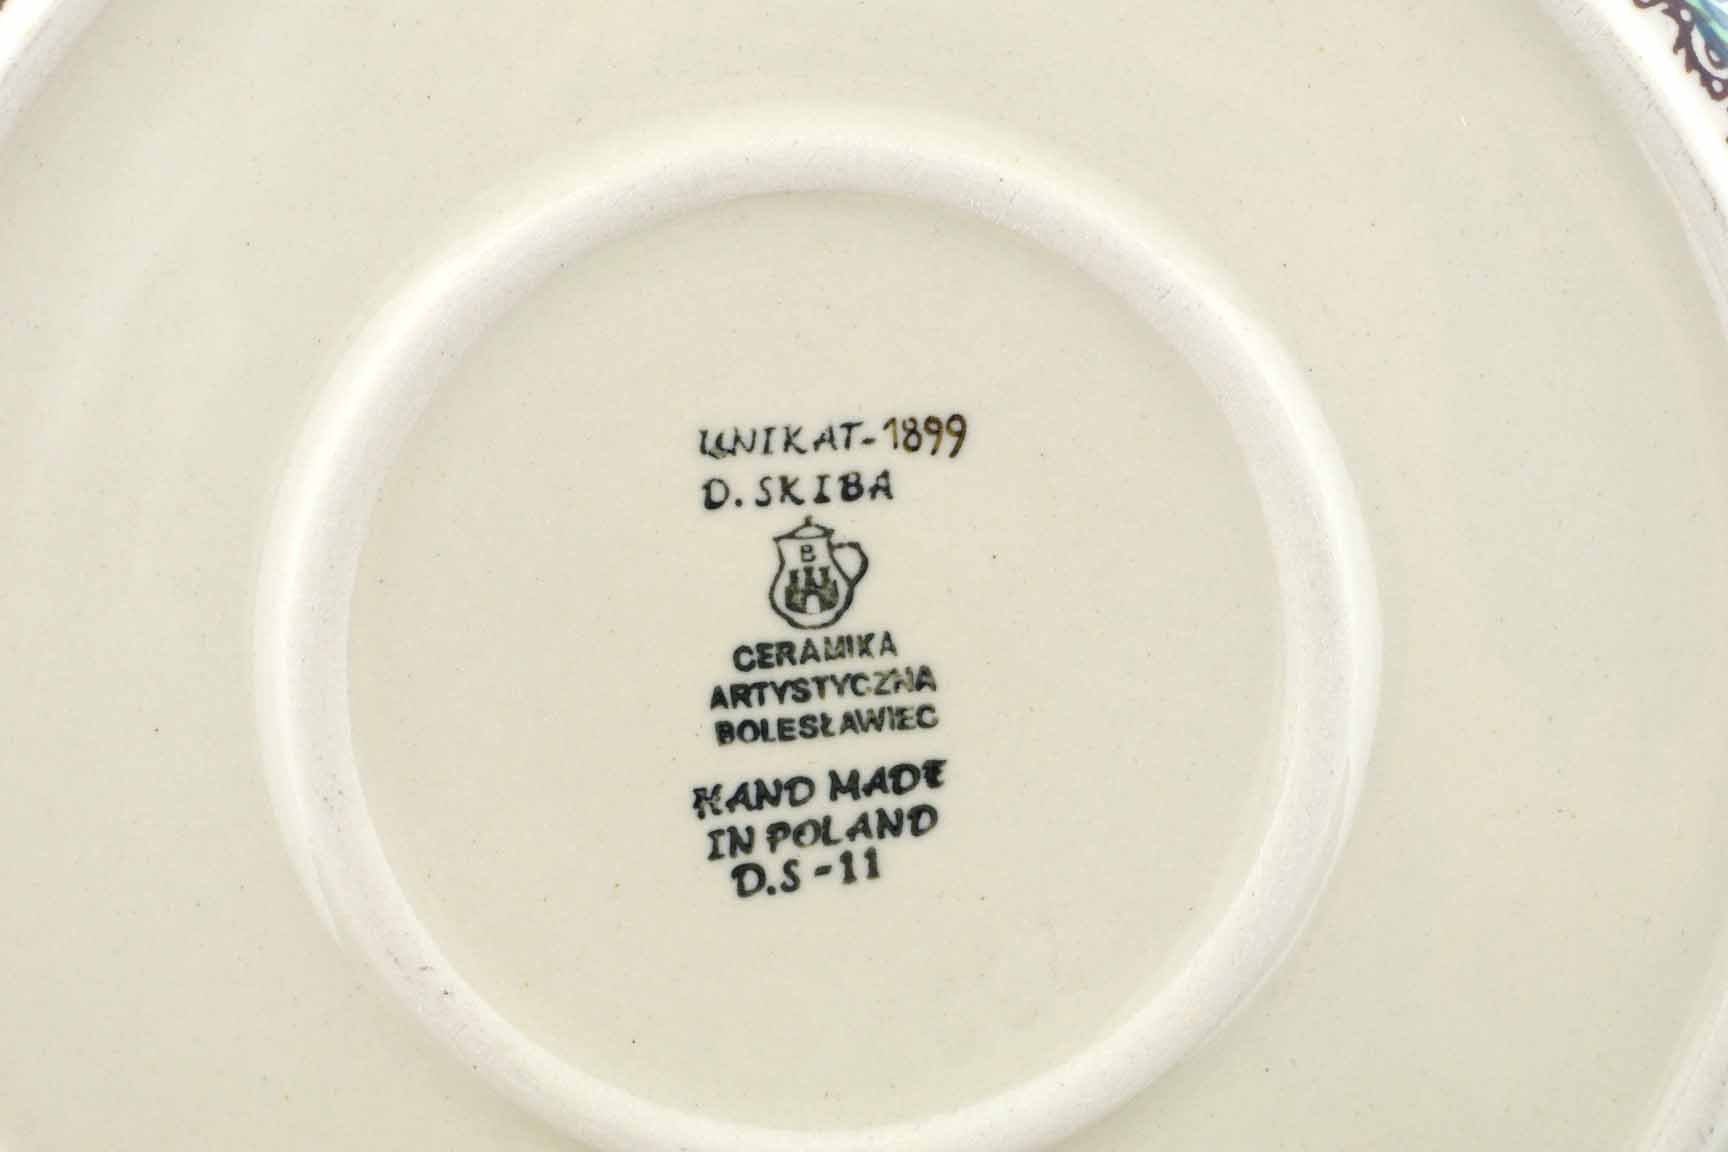 UNIKAT-1899
D. SKIBA
B
CERAMIKA
ARTYSTYCZNA
BOLESŁAWIEC
HAND MADE
IN POLAND
D.S-11